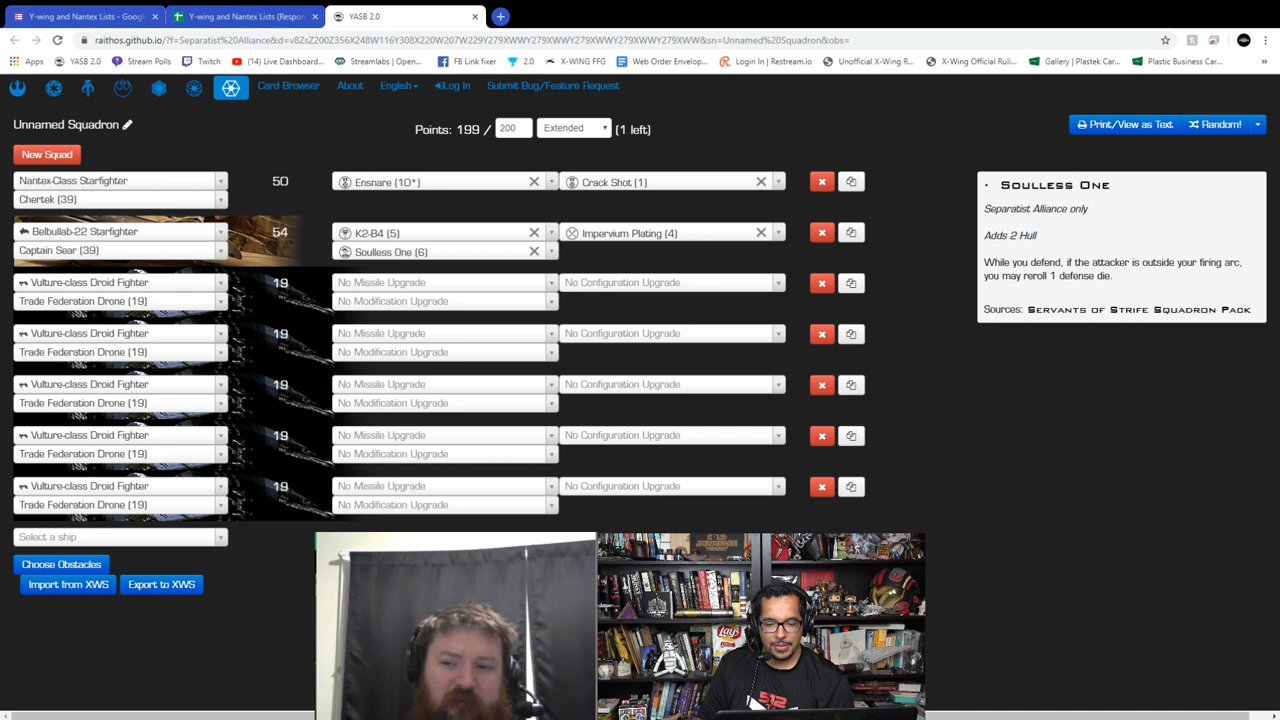 Y-wing and Nantex Lists - Googl
Y-wing and Nantex Lists (Respon
YASB 2.0
raithos.github.io/?f=Separatist%20Alliance&d=v8ZsZ200Z356X248W116Y308X220W207W229Y279XWWY279XWWY279XWWY279XWWY279XWW&sn=Unnamed%20Squadron&obs=
Apps
YASB 2.0
Stream Polls
Twitch
(14) Live Dashboard...
Streamlabs | Open...
FB Link fixer
2.0
X-WING FFG
Web Order Envelop...
Login In | Restream.io
Unofficial X-Wing R...
X-Wing Official Ruli...
Gallery | Plastek Car...
Plastic Business Car...
Card Browser
About
English
Log In
Submit Bug/Feature Request
Unnamed Squadron
Points: 199 / 200 Extended (1 left)
Print/View as Text
Random!
New Squad
Nantex-Class Starfighter 50 Ensnare (10*) Crack Shot (1)
Chertek (39)
Belbullab-22 Starfighter 54 K2-B4 (5) Impervium Plating (4)
Captain Sear (39) Soulless One (6)
Vulture-class Droid Fighter 19 No Missile Upgrade No Configuration Upgrade
Trade Federation Drone (19) No Modification Upgrade
Vulture-class Droid Fighter 19 No Missile Upgrade No Configuration Upgrade
Trade Federation Drone (19) No Modification Upgrade
Vulture-class Droid Fighter 19 No Missile Upgrade No Configuration Upgrade
Trade Federation Drone (19) No Modification Upgrade
Vulture-class Droid Fighter 19 No Missile Upgrade No Configuration Upgrade
Trade Federation Drone (19) No Modification Upgrade
Vulture-class Droid Fighter 19 No Missile Upgrade No Configuration Upgrade
Trade Federation Drone (19) No Modification Upgrade
Select a ship
Choose Obstacles
Import from XWS
Export to XWS
· Soulless One
Separatist Alliance only
Adds 2 Hull
While you defend, if the attacker is outside your firing arc,
you may reroll 1 defense die.
Sources: Servants of Strife Squadron Pack
Lay's
512